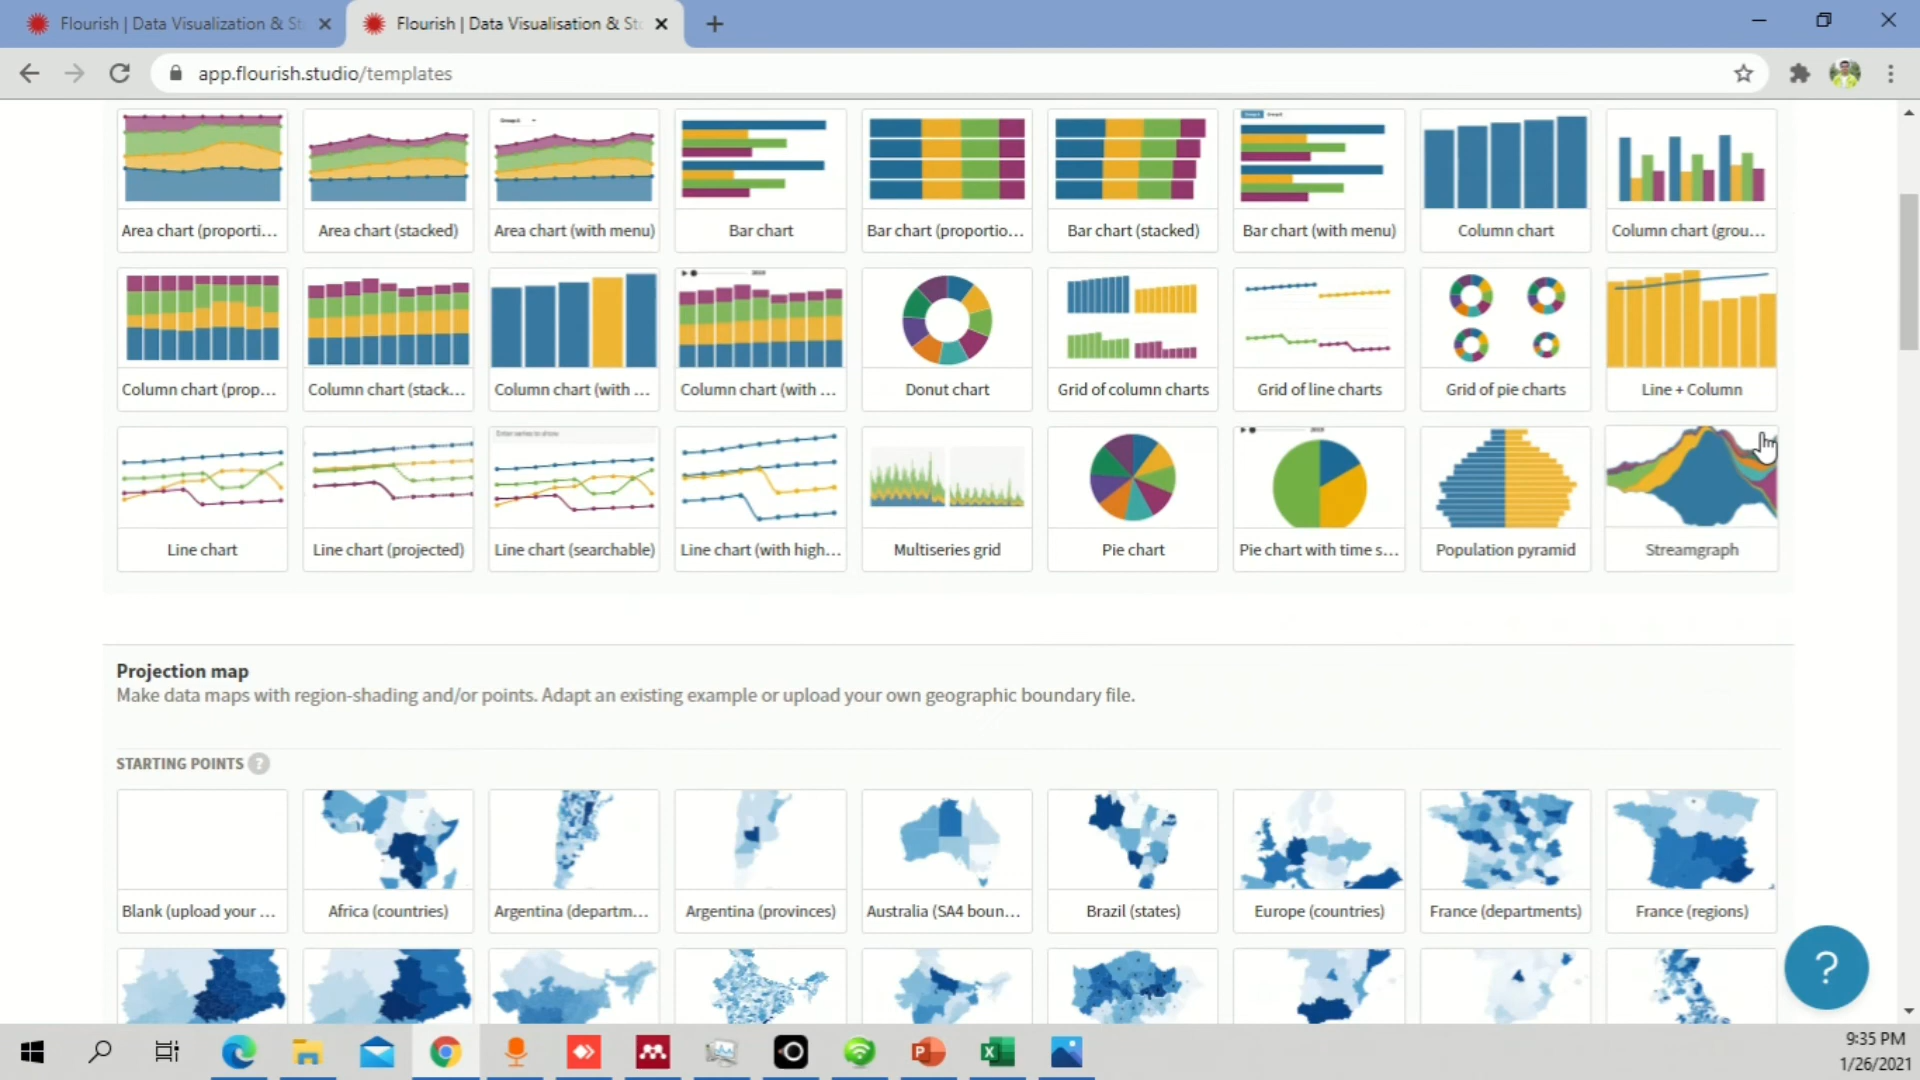 Flourish | Data Visualization & St
Flourish | Data Visualisation & St
app.flourish.studio/templates
Area chart (proporti...
Area chart (stacked)
Area chart (with menu)
Bar chart
Bar chart (proportio...
Bar chart (stacked)
Bar chart (with menu)
Column chart
Column chart (grou...
Column chart (prop...
Column chart (stack...
Column chart (with ...
Column chart (with ...
Donut chart
Grid of column charts
Grid of line charts
Grid of pie charts
Line + Column
Enter series to show
Line chart
Line chart (projected)
Line chart (searchable)
Line chart (with high...
Multiseries grid
Pie chart
Pie chart with time s...
Population pyramid
Streamgraph
Projection map
Make data maps with region-shading and/or points. Adapt an existing example or upload your own geographic boundary file.
STARTING POINTS ?
Blank (upload your ...
Africa (countries)
Argentina (departm...
Argentina (provinces)
Australia (SA4 boun...
Brazil (states)
Europe (countries)
France (departments)
France (regions)
?
9:35 PM
1/26/2021